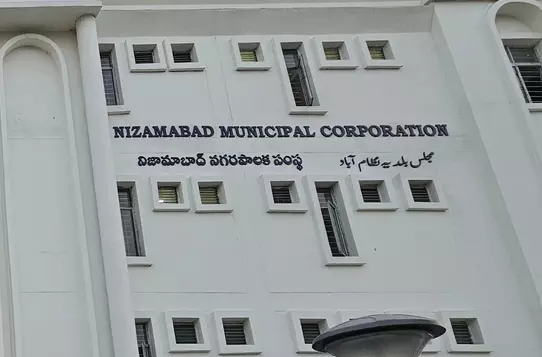 NIZAMABAD MUNICIPAL CORPORATION
నిజామాబాద్ నగరపాలక సంస్థ مجلس بلدیہ نظام آباد